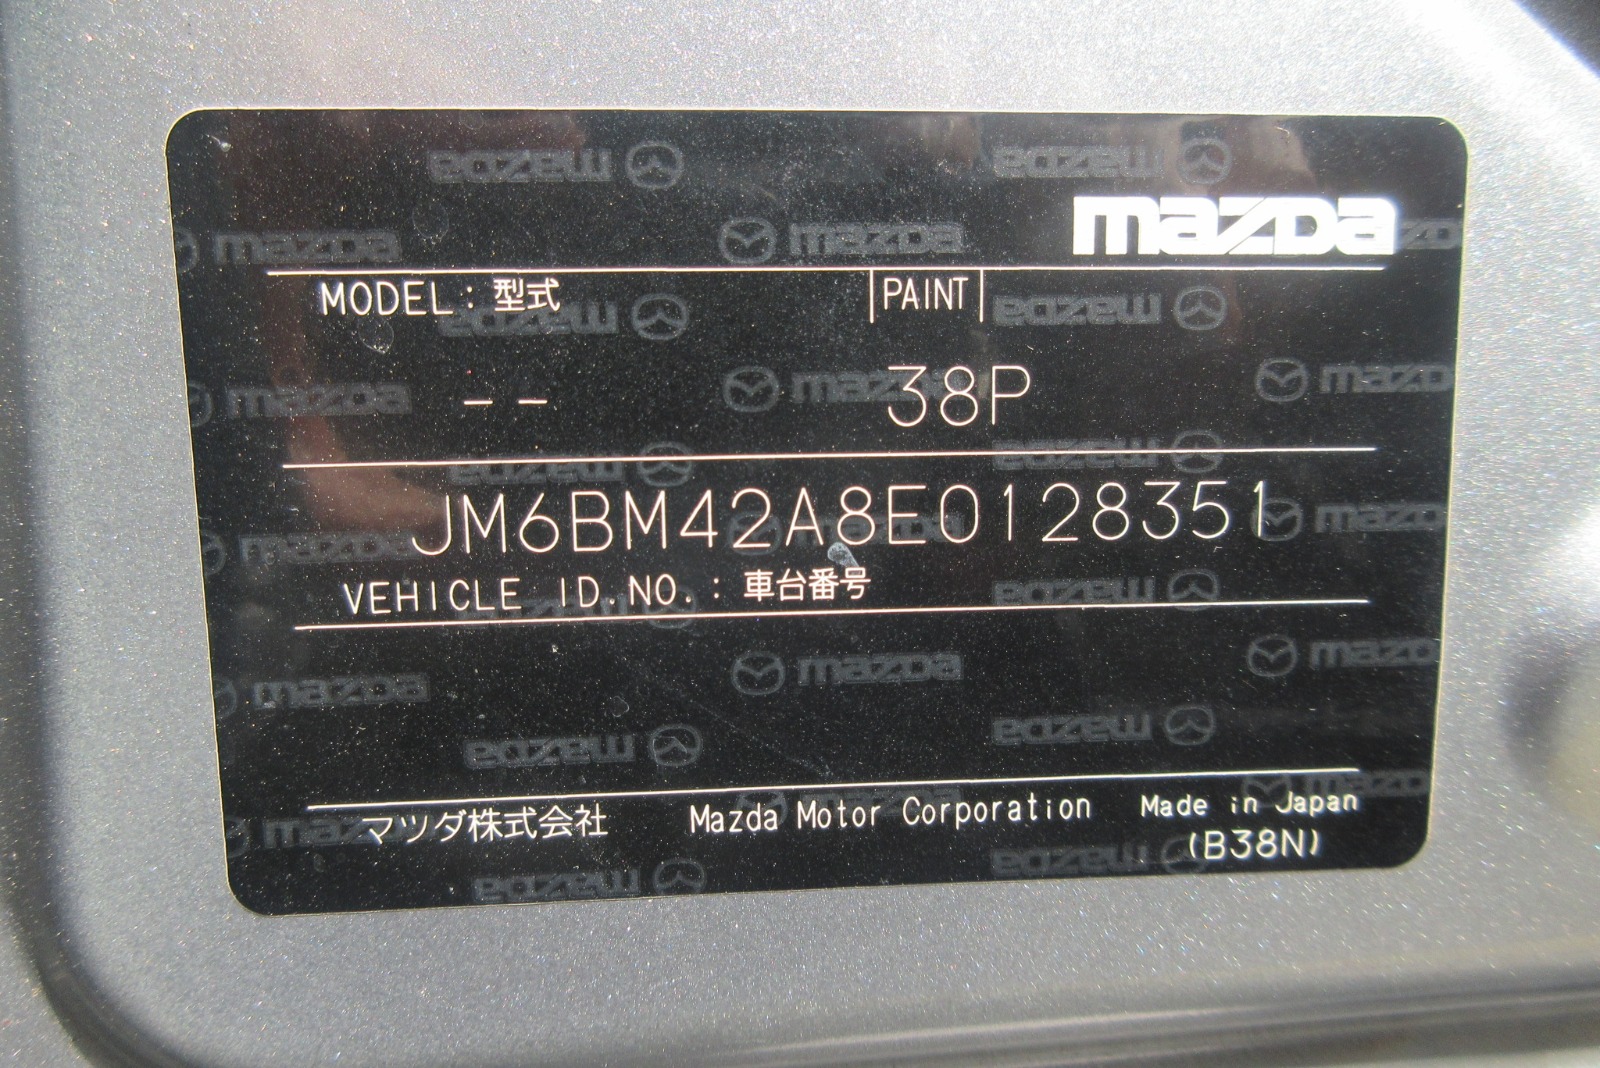 mazda
MODEL: 型式 PAINT
-- 38P
JM6BM42A8E0128351
VEHICLE ID.NO.: 車台番号
マツダ株式会社 Mazda Motor Corporation Made in Japan
(B38N)